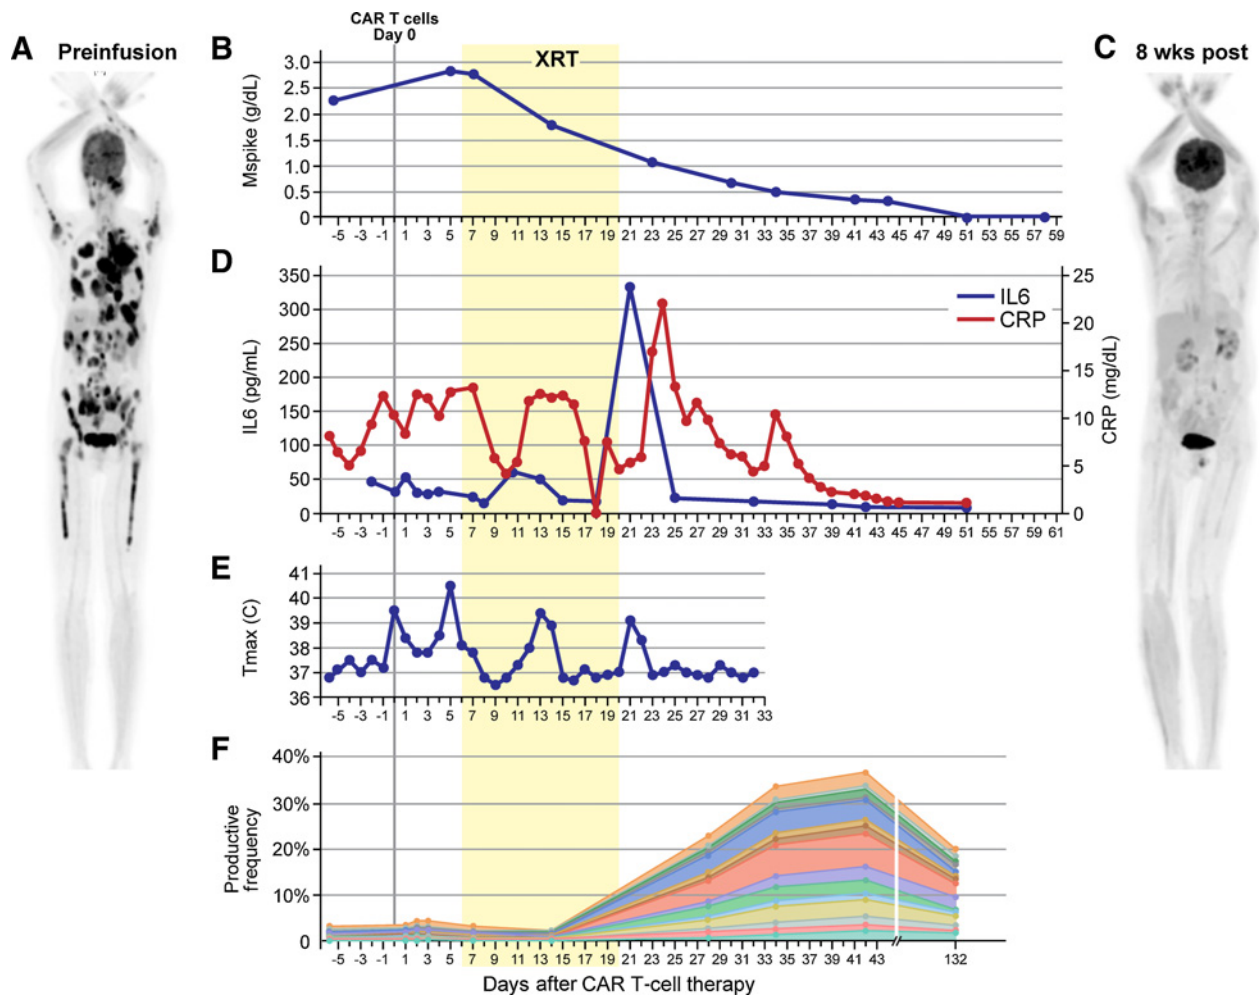 CAR T cells
Day 0
A Preinfusion
B
XRT
C 8 wks post
Mspike (g/dL)
3.0
2.5
2.0
1.5
1.0
0.5
0
-5 -3 -1 1 3 5 7 9 11 13 15 17 19 21 23 25 27 29 31 33 35 37 39 41 43 45 47 49 51 53 55 57 59
D
IL6 (pg/mL)
350
300
250
200
150
100
50
0
IL6
CRP
CRP (mg/dL)
25
20
15
10
5
0
-5 -3 -1 1 3 5 7 9 11 13 15 17 19 21 23 25 27 29 31 33 35 37 39 41 43 45 47 49 51 53 55 57 59 61
E
Tmax (C)
41
40
39
38
37
36
-5 -3 -1 1 3 5 7 9 11 13 15 17 19 21 23 25 27 29 31 33
F
Productive
frequency
40%
30%
20%
10%
0
-5 -3 -1 1 3 5 7 9 11 13 15 17 19 21 23 25 27 29 31 33 35 37 39 41 43 132
Days after CAR T-cell therapy